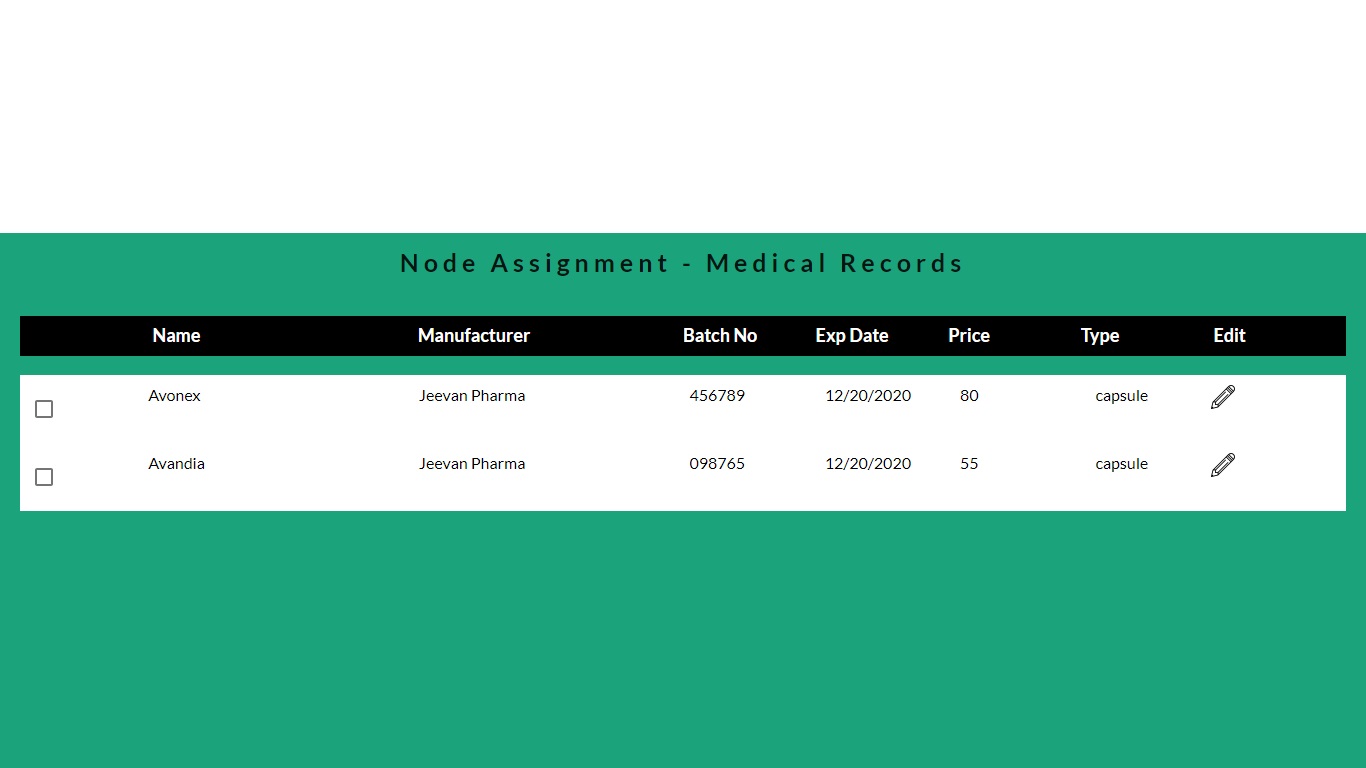 Node Assignment - Medical Records
Name Manufacturer Batch No Exp Date Price Type Edit
Avonex Jeevan Pharma 456789 12/20/2020 80 capsule
Avandia Jeevan Pharma 098765 12/20/2020 55 capsule